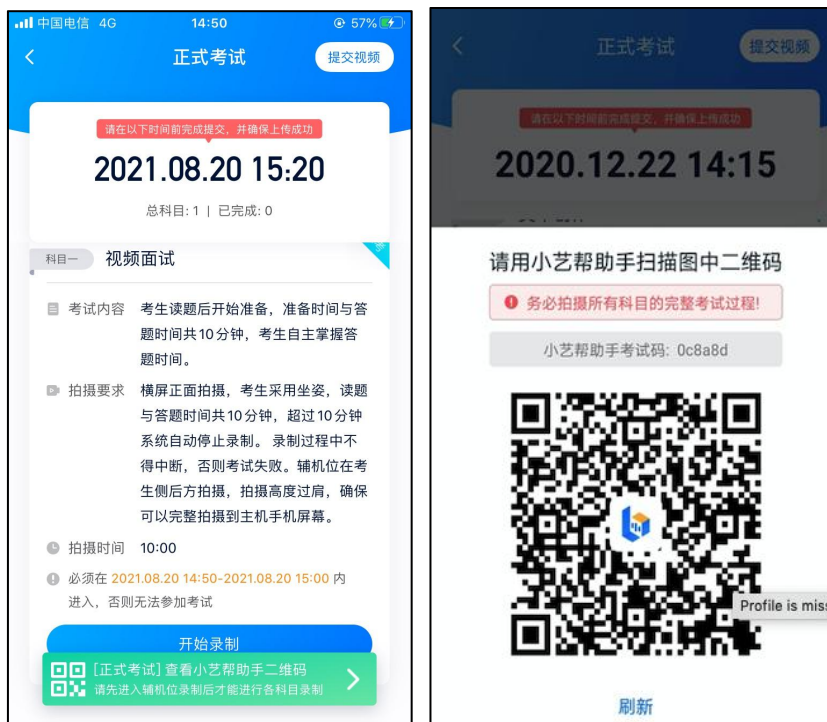 中国电信 4G 14:50 57%
正式考试
提交视频
请在以下时间前完成提交，并确保上传成功
2021.08.20 15:20
总科目: 1 | 已完成: 0
科目一 视频面试
考试内容 考生读题后开始准备，准备时间与答
题时间共10分钟，考生自主掌握答
题时间。
拍摄要求 横屏正面拍摄，考生采用坐姿，读题
与答题时间共10分钟，超过10分钟
系统自动停止录制。 录制过程中不
得中断，否则考试失败。辅机位在考
生侧后方拍摄，拍摄高度过肩，确保
可以完整拍摄到主机手机屏幕。
拍摄时间 10:00
必须在 2021.08.20 14:50-2021.08.20 15:00 内
进入，否则无法参加考试
开始录制
[正式考试] 查看小艺帮助手二维码
请先进入辅机位录制后才能进行各科目录制
正式考试
提交视频
请在以下时间前完成提交，并确保上传成功
2020.12.22 14:15
请用小艺帮助手扫描图中二维码
务必拍摄所有科目的完整考试过程!
小艺帮助手考试码: 0c8a8d
Profile is miss
刷新